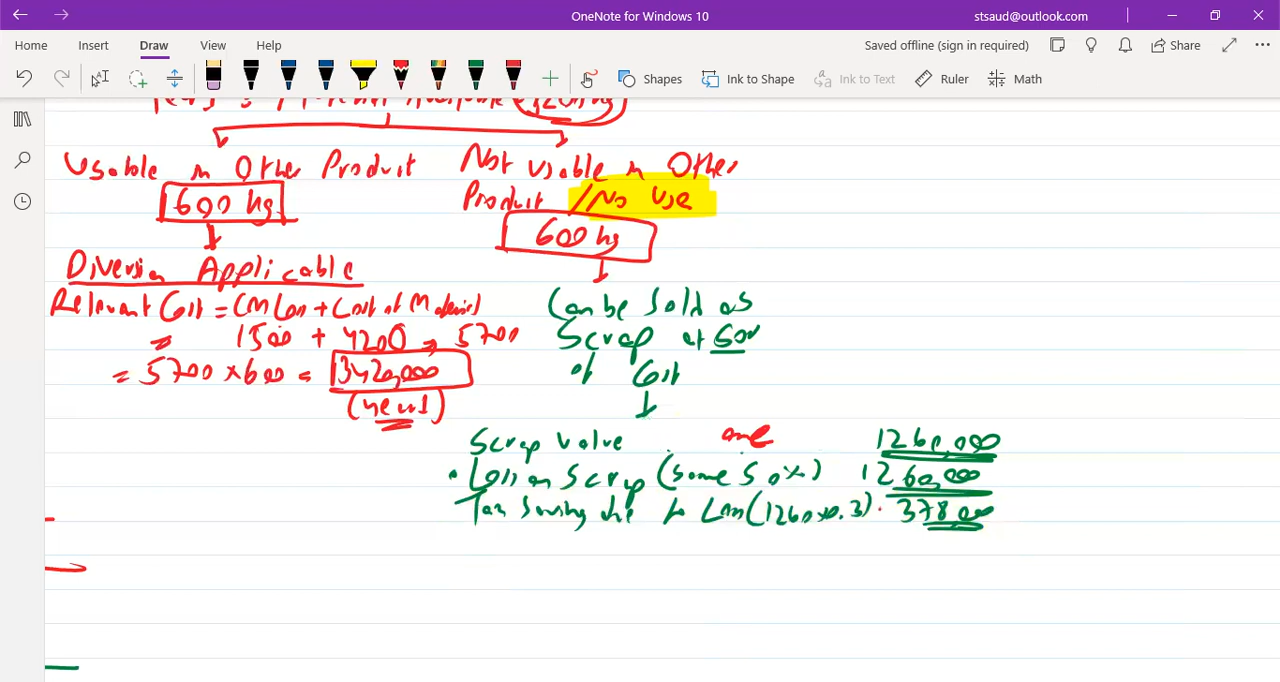 OneNote for Windows 10
stsaud@outlook.com
Home Insert Draw View Help
Saved offline (sign in required)
Share
Shapes Ink to Shape Ink to Text Ruler Math
Usable in Other Product
600 kg
Diversion Applicable
Relevant Cost = CM Loss + Cost of Material
= 1500 + 4200 = 5700
= 5700 × 600 = 3420,000
(Year 1)
Not usable in Other
Product / No Use
600 kg
Can be Sold as
Scrap at
of Cost
Scrap Value 1260,000
Loss on Scrap (Same 50%) 1260,000
Tax Saving due to Loss (1260 × 0.3) 378,000